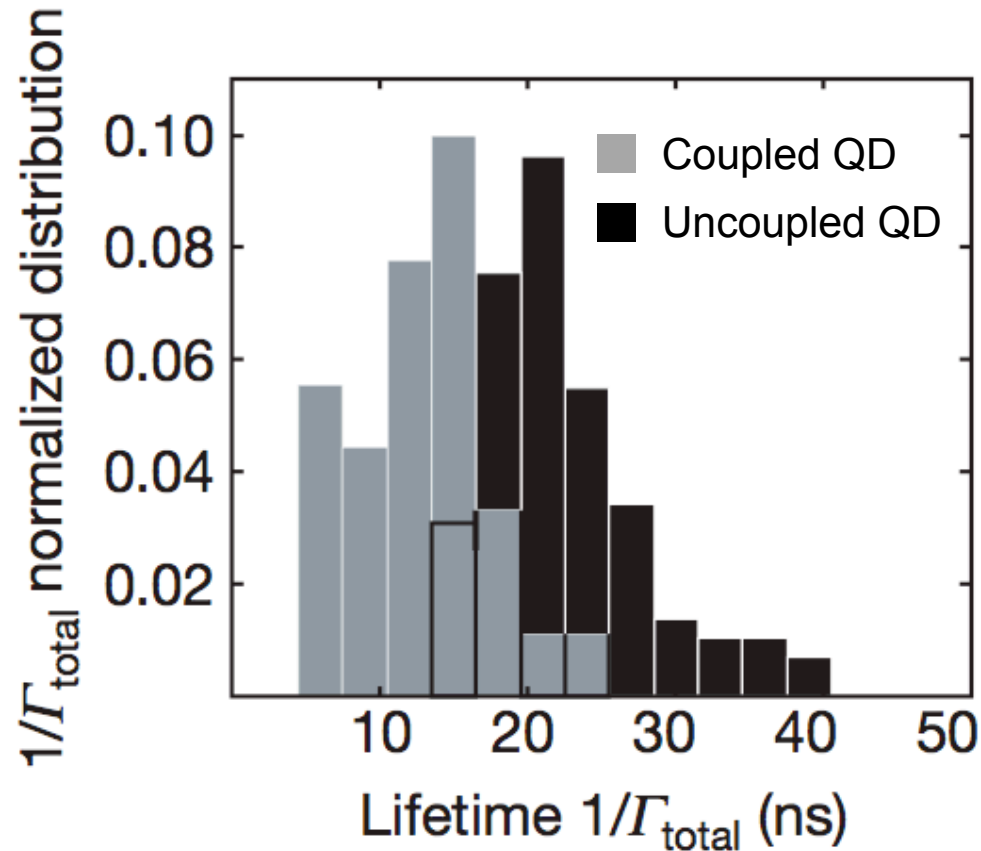 1/Γtotal normalized distribution
0.10
0.08
0.06
0.04
0.02
Coupled QD
Uncoupled QD
10 20 30 40 50
Lifetime 1/Γtotal (ns)